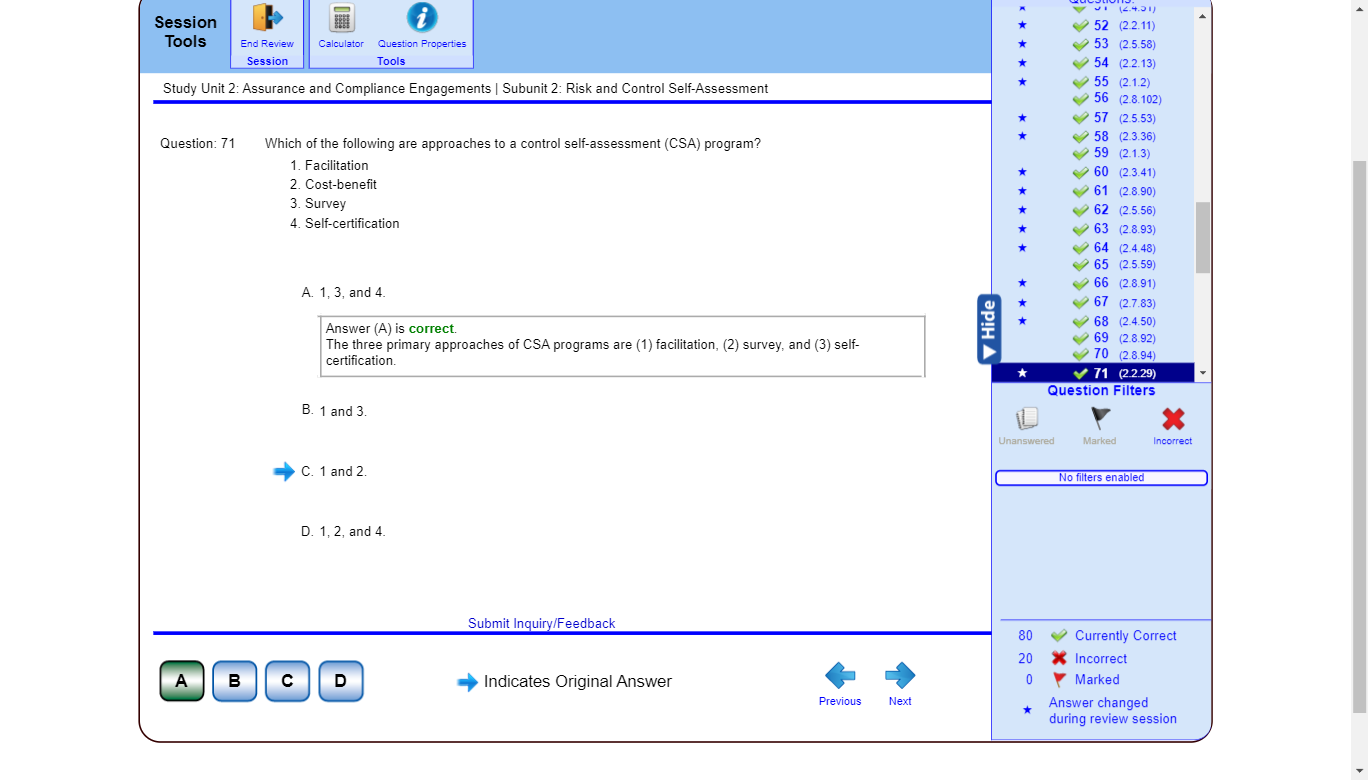 Session
Tools
End Review
Session
Calculator
Question Properties
Tools
Study Unit 2: Assurance and Compliance Engagements | Subunit 2: Risk and Control Self-Assessment
Question: 71
Which of the following are approaches to a control self-assessment (CSA) program?
1. Facilitation
2. Cost-benefit
3. Survey
4. Self-certification
A. 1, 3, and 4.
Answer (A) is correct.
The three primary approaches of CSA programs are (1) facilitation, (2) survey, and (3) self-
certification.
B. 1 and 3.
C. 1 and 2.
D. 1, 2, and 4.
Submit Inquiry/Feedback
A B C D
Indicates Original Answer
Previous
Next
Questions:
51 (2.4.51)
52 (2.2.11)
53 (2.5.58)
54 (2.2.13)
55 (2.1.2)
56 (2.8.102)
57 (2.5.53)
58 (2.3.36)
59 (2.1.3)
60 (2.3.41)
61 (2.8.90)
62 (2.5.56)
63 (2.8.93)
64 (2.4.48)
65 (2.5.59)
66 (2.8.91)
67 (2.7.83)
68 (2.4.50)
69 (2.8.92)
70 (2.8.94)
71 (2.2.29)
Hide
Question Filters
Unanswered
Marked
Incorrect
No filters enabled
80 Currently Correct
20 Incorrect
0 Marked
Answer changed
during review session